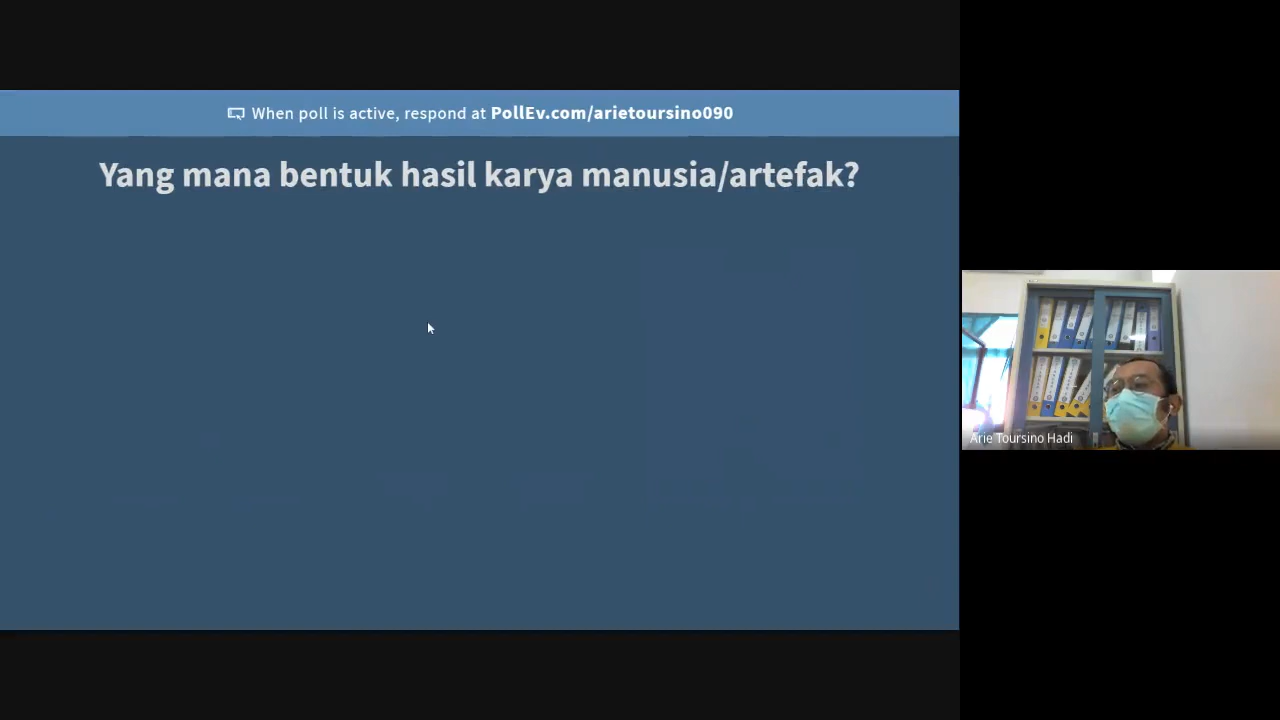 When poll is active, respond at PollEv.com/arietoursino090
Yang mana bentuk hasil karya manusia/artefak?
Arie Toursino Hadi